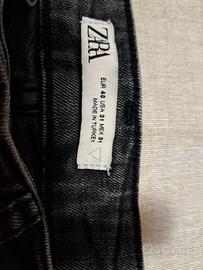 ZARA
EUR 40 USA 31 MEX 31
MADE IN TURKEY